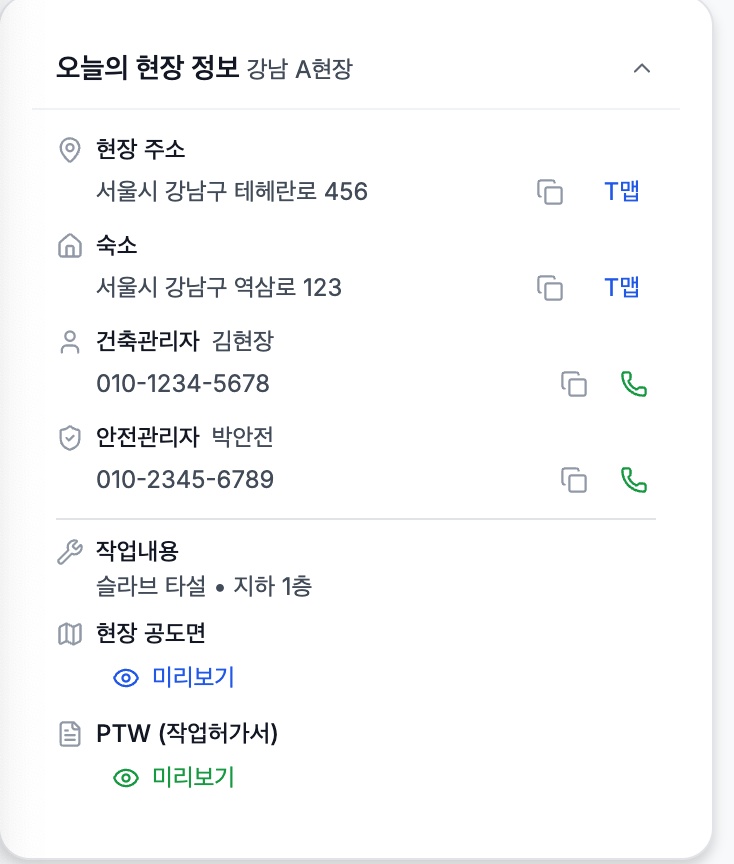 오늘의 현장 정보 강남 A현장
현장 주소
서울시 강남구 테헤란로 456 T맵
숙소
서울시 강남구 역삼로 123 T맵
건축관리자 김현장
010-1234-5678
안전관리자 박안전
010-2345-6789
작업내용
슬라브 타설 • 지하 1층
현장 공도면
미리보기
PTW (작업허가서)
미리보기